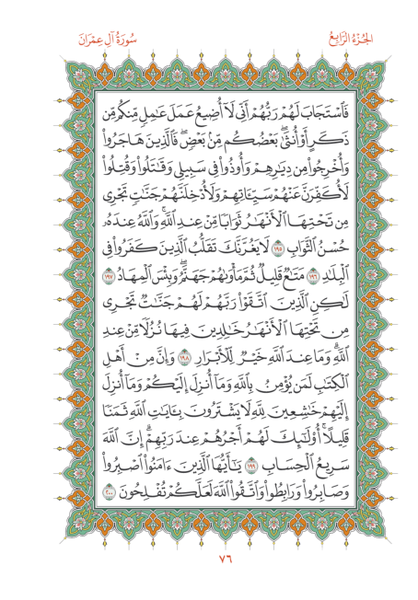 الجُزْءُ الرَّابِعُ
سُورَةُ آلِ عِمْرَانَ
فَٱسْتَجَابَ لَهُمْ رَبُّهُمْ أَنِّي لَآ أُضِيعُ عَمَلَ عَٰمِلٖ مِّنكُم مِّن
ذَكَرٍ أَوْ أُنثَىٰۖ بَعْضُكُم مِّنۢ بَعْضٖۖ فَٱلَّذِينَ هَاجَرُواْ
وَأُخْرِجُواْ مِن دِيَٰرِهِمْ وَأُوذُواْ فِي سَبِيلِي وَقَٰتَلُواْ وَقُتِلُواْ
لَأُكَفِّرَنَّ عَنْهُمْ سَيِّـَٔاتِهِمْ وَلَأُدْخِلَنَّهُمْ جَنَّٰتٖ تَجْرِي
مِن تَحْتِهَا ٱلْأَنْهَٰرُ ثَوَابٗا مِّنْ عِندِ ٱللَّهِۚ وَٱللَّهُ عِندَهُۥ
حُسْنُ ٱلثَّوَابِ ١٩٥ لَا يَغُرَّنَّكَ تَقَلُّبُ ٱلَّذِينَ كَفَرُواْ فِي
ٱلْبِلَٰدِ ١٩٦ مَتَٰعٞ قَلِيلٞ ثُمَّ مَأْوَىٰهُمْ جَهَنَّمُۖ وَبِئْسَ ٱلْمِهَادُ ١٩٧
لَٰكِنِ ٱلَّذِينَ ٱتَّقَوْاْ رَبَّهُمْ لَهُمْ جَنَّٰتٞ تَجْرِي
مِن تَحْتِهَا ٱلْأَنْهَٰرُ خَٰلِدِينَ فِيهَا نُزُلٗا مِّنْ عِندِ
ٱللَّهِۗ وَمَا عِندَ ٱللَّهِ خَيْرٞ لِّلْأَبْرَارِ ١٩٨ وَإِنَّ مِنْ أَهْلِ
ٱلْكِتَٰبِ لَمَن يُؤْمِنُ بِٱللَّهِ وَمَآ أُنزِلَ إِلَيْكُمْ وَمَآ أُنزِلَ
إِلَيْهِمْ خَٰشِعِينَ لِلَّهِ لَا يَشْتَرُونَ بِـَٔايَٰتِ ٱللَّهِ ثَمَنٗا
قَلِيلًاۚ أُوْلَٰٓئِكَ لَهُمْ أَجْرُهُمْ عِندَ رَبِّهِمْۗ إِنَّ ٱللَّهَ
سَرِيعُ ٱلْحِسَابِ ١٩٩ يَٰٓأَيُّهَا ٱلَّذِينَ ءَامَنُواْ ٱصْبِرُواْ
وَصَابِرُواْ وَرَابِطُواْ وَٱتَّقُواْ ٱللَّهَ لَعَلَّكُمْ تُفْلِحُونَ ٢٠٠
٧٦